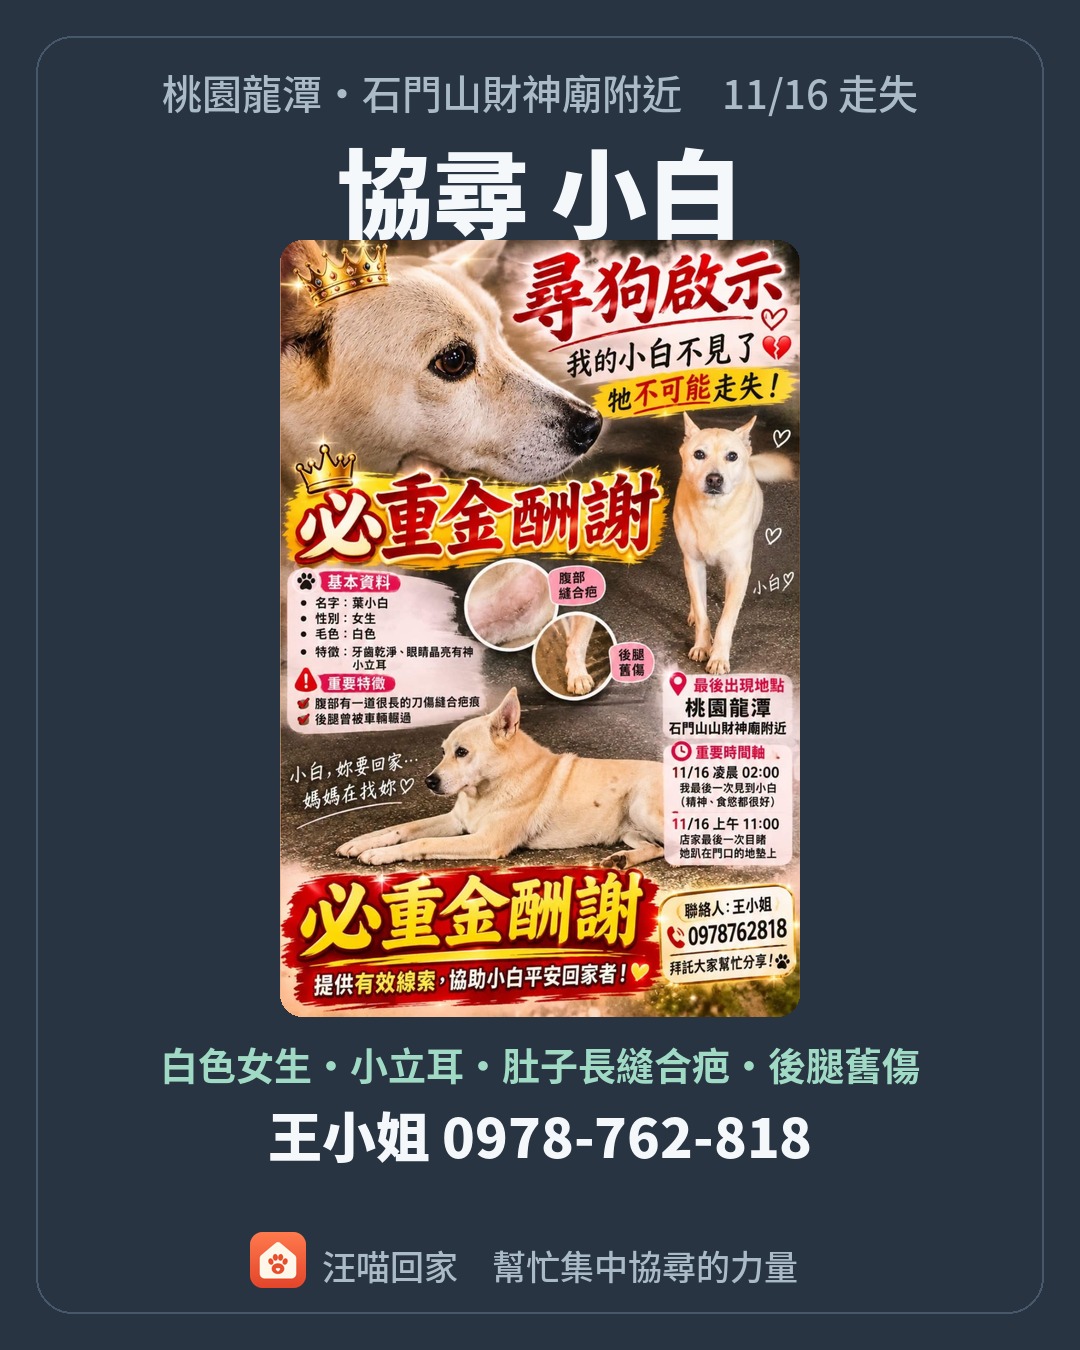 桃園龍潭・石門山財神廟附近　11/16 走失
協尋 小白
尋狗啟示
我的小白不見了
牠不可能走失！
必重金酬謝
小白
基本資料
名字：葉小白
性別：女生
毛色：白色
特徵：牙齒乾淨、眼睛晶亮有神
小立耳
重要特徵
腹部有一道很長的刀傷縫合疤痕
後腿曾被車輛輾過
腹部
縫合疤
後腿
舊傷
最後出現地點
桃園龍潭
石門山山財神廟附近
重要時間軸
11/16 凌晨 02:00
我最後一次見到小白
（精神、食慾都很好）
11/16 上午 11:00
店家最後一次目睹
她趴在門口的地墊上
小白，妳要回家⋯
媽媽在找妳
必重金酬謝
提供有效線索，協助小白平安回家者！
聯絡人：王小姐
0978762818
拜託大家幫忙分享！
白色女生・小立耳・肚子長縫合疤・後腿舊傷
王小姐 0978-762-818
汪喵回家　幫忙集中協尋的力量